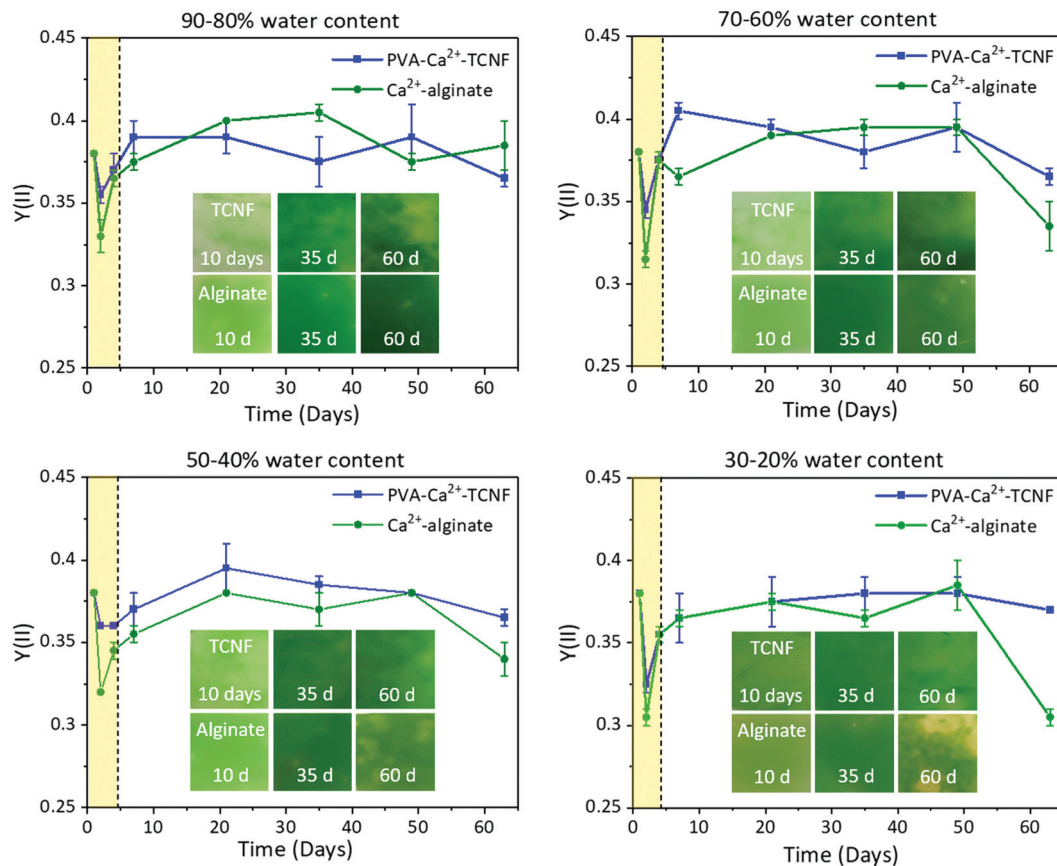 90-80% water content
0.45
0.4
0.35
0.3
0.25
Y(II)
PVA-Ca²⁺-TCNF
Ca²⁺-alginate
TCNF
10 days
35 d
60 d
Alginate
10 d
35 d
60 d
0 10 20 30 40 50 60
Time (Days)
70-60% water content
0.45
0.4
0.35
0.3
0.25
Y(II)
PVA-Ca²⁺-TCNF
Ca²⁺-alginate
TCNF
10 days
35 d
60 d
Alginate
10 d
35 d
60 d
0 10 20 30 40 50 60
Time (Days)
50-40% water content
0.45
0.4
0.35
0.3
0.25
Y(II)
PVA-Ca²⁺-TCNF
Ca²⁺-alginate
TCNF
10 days
35 d
60 d
Alginate
10 d
35 d
60 d
0 10 20 30 40 50 60
Time (Days)
30-20% water content
0.45
0.4
0.35
0.3
0.25
Y(II)
PVA-Ca²⁺-TCNF
Ca²⁺-alginate
TCNF
10 days
35 d
60 d
Alginate
10 d
35 d
60 d
0 10 20 30 40 50 60
Time (Days)